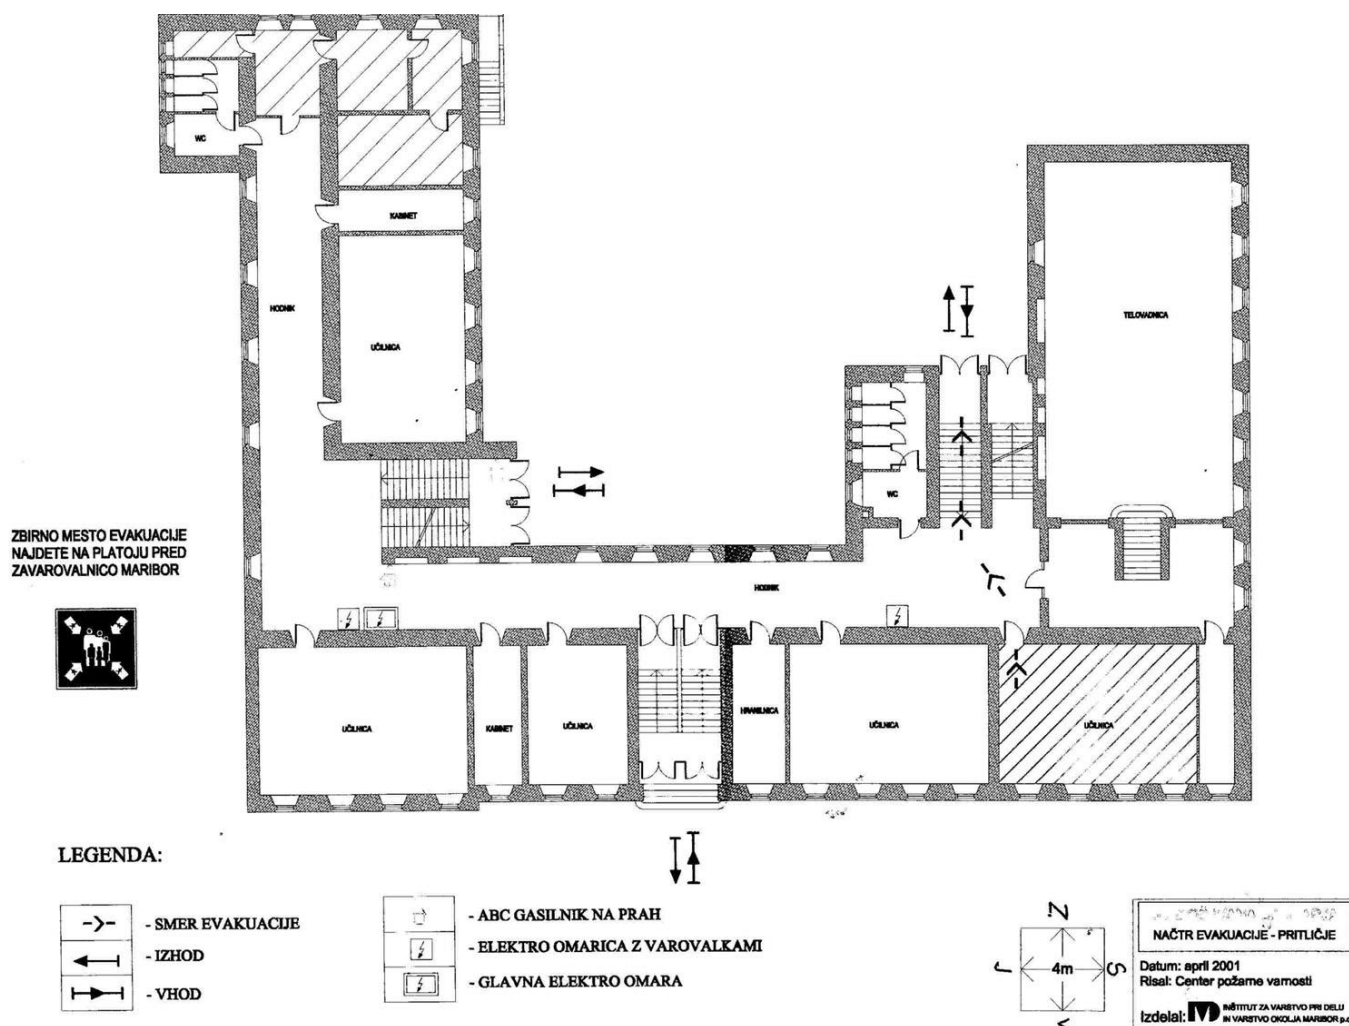 WC
KABINET
HODNIK
UČILNICA
TELOVADNICA
WC
ZBIRNO MESTO EVAKUACIJE
NAJDETE NA PLATOJU PRED
ZAVAROVALNICO MARIBOR
HODNIK
UČILNICA
KABINET
UČILNICA
HRANILNICA
UČILNICA
UČILNICA
LEGENDA:
- SMER EVAKUACIJE
- IZHOD
- VHOD
- ABC GASILNIK NA PRAH
- ELEKTRO OMARICA Z VAROVALKAMI
- GLAVNA ELEKTRO OMARA
Z.
J
4m
S
V
NAČTR EVAKUACIJE - PRITLIČJE
Datum: april 2001
Risal: Center požarne varnosti
Izdelal:
INŠTITUT ZA VARSTVO PRI DELU
IN VARSTVO OKOLJA MARIBOR p.o.